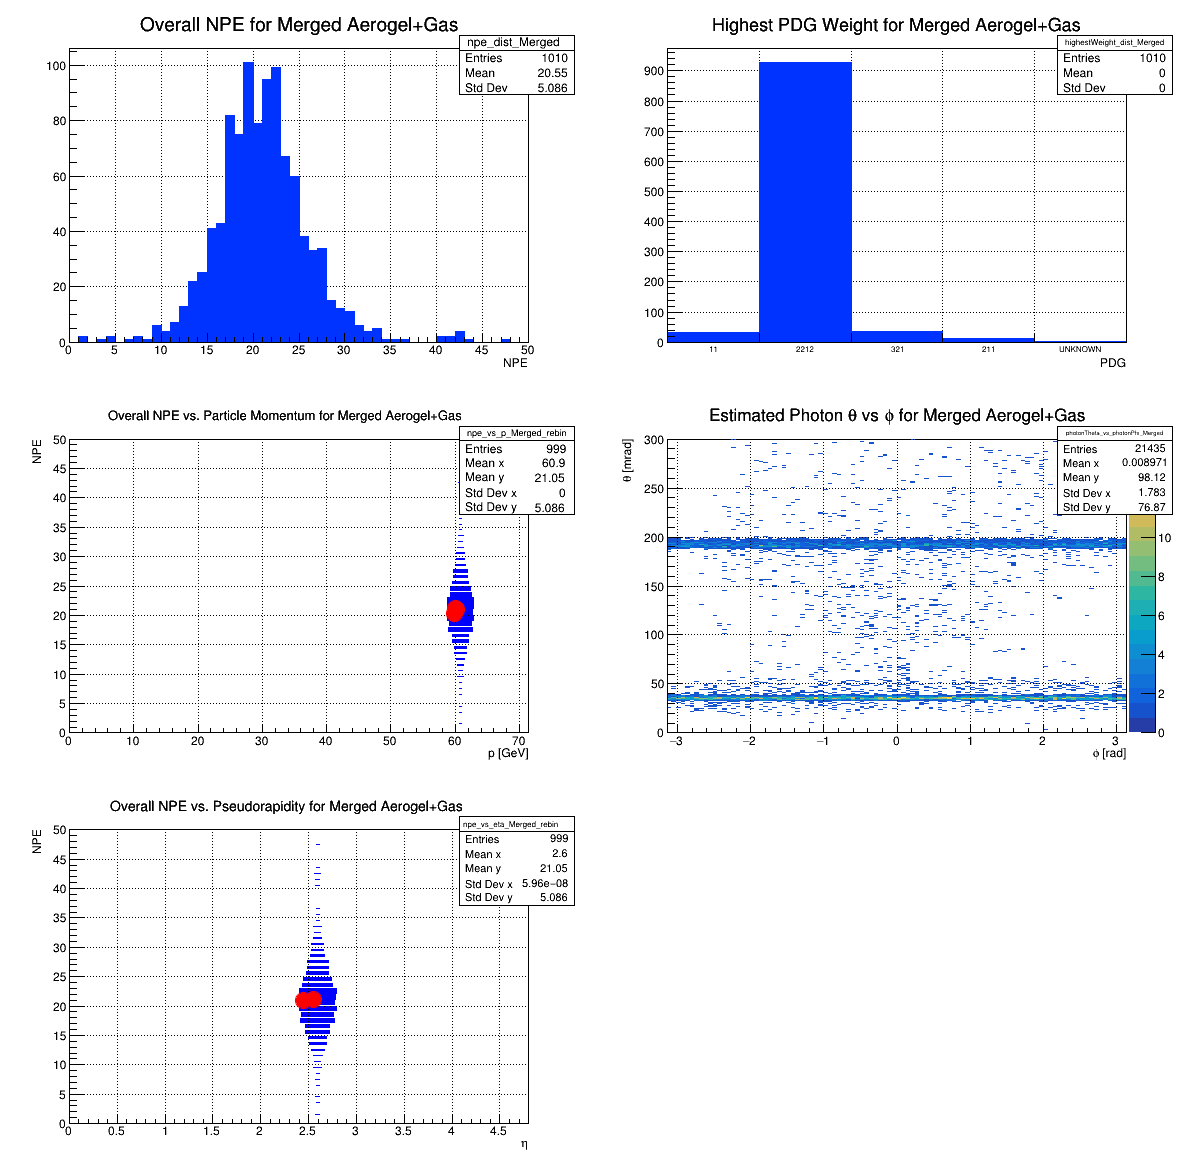 Overall NPE for Merged Aerogel+Gas
npe_dist_Merged
Entries 1010
Mean 20.55
Std Dev 5.086
100
80
60
40
20
0
0 5 10 15 20 25 30 35 40 45 50
NPE
Highest PDG Weight for Merged Aerogel+Gas
highestWeight_dist_Merged
Entries 1010
Mean 0
Std Dev 0
900
800
700
600
500
400
300
200
100
0
11 2212 321 211 UNKNOWN
PDG
Overall NPE vs. Particle Momentum for Merged Aerogel+Gas
npe_vs_p_Merged_rebin
Entries 999
Mean x 60.9
Mean y 21.05
Std Dev x 0
Std Dev y 5.086
NPE
50
45
40
35
30
25
20
15
10
5
0
0 10 20 30 40 50 60 70
p [GeV]
Estimated Photon θ vs ϕ for Merged Aerogel+Gas
photonTheta_vs_photonPhi_Merged
Entries 21435
Mean x 0.008971
Mean y 98.12
Std Dev x 1.783
Std Dev y 76.87
θ [mrad]
300
250
200
150
100
50
0
−3 −2 −1 0 1 2 3
ϕ [rad]
10
8
6
4
2
0
Overall NPE vs. Pseudorapidity for Merged Aerogel+Gas
npe_vs_eta_Merged_rebin
Entries 999
Mean x 2.6
Mean y 21.05
Std Dev x 5.96e−08
Std Dev y 5.086
NPE
50
45
40
35
30
25
20
15
10
5
0
0 0.5 1 1.5 2 2.5 3 3.5 4 4.5
η